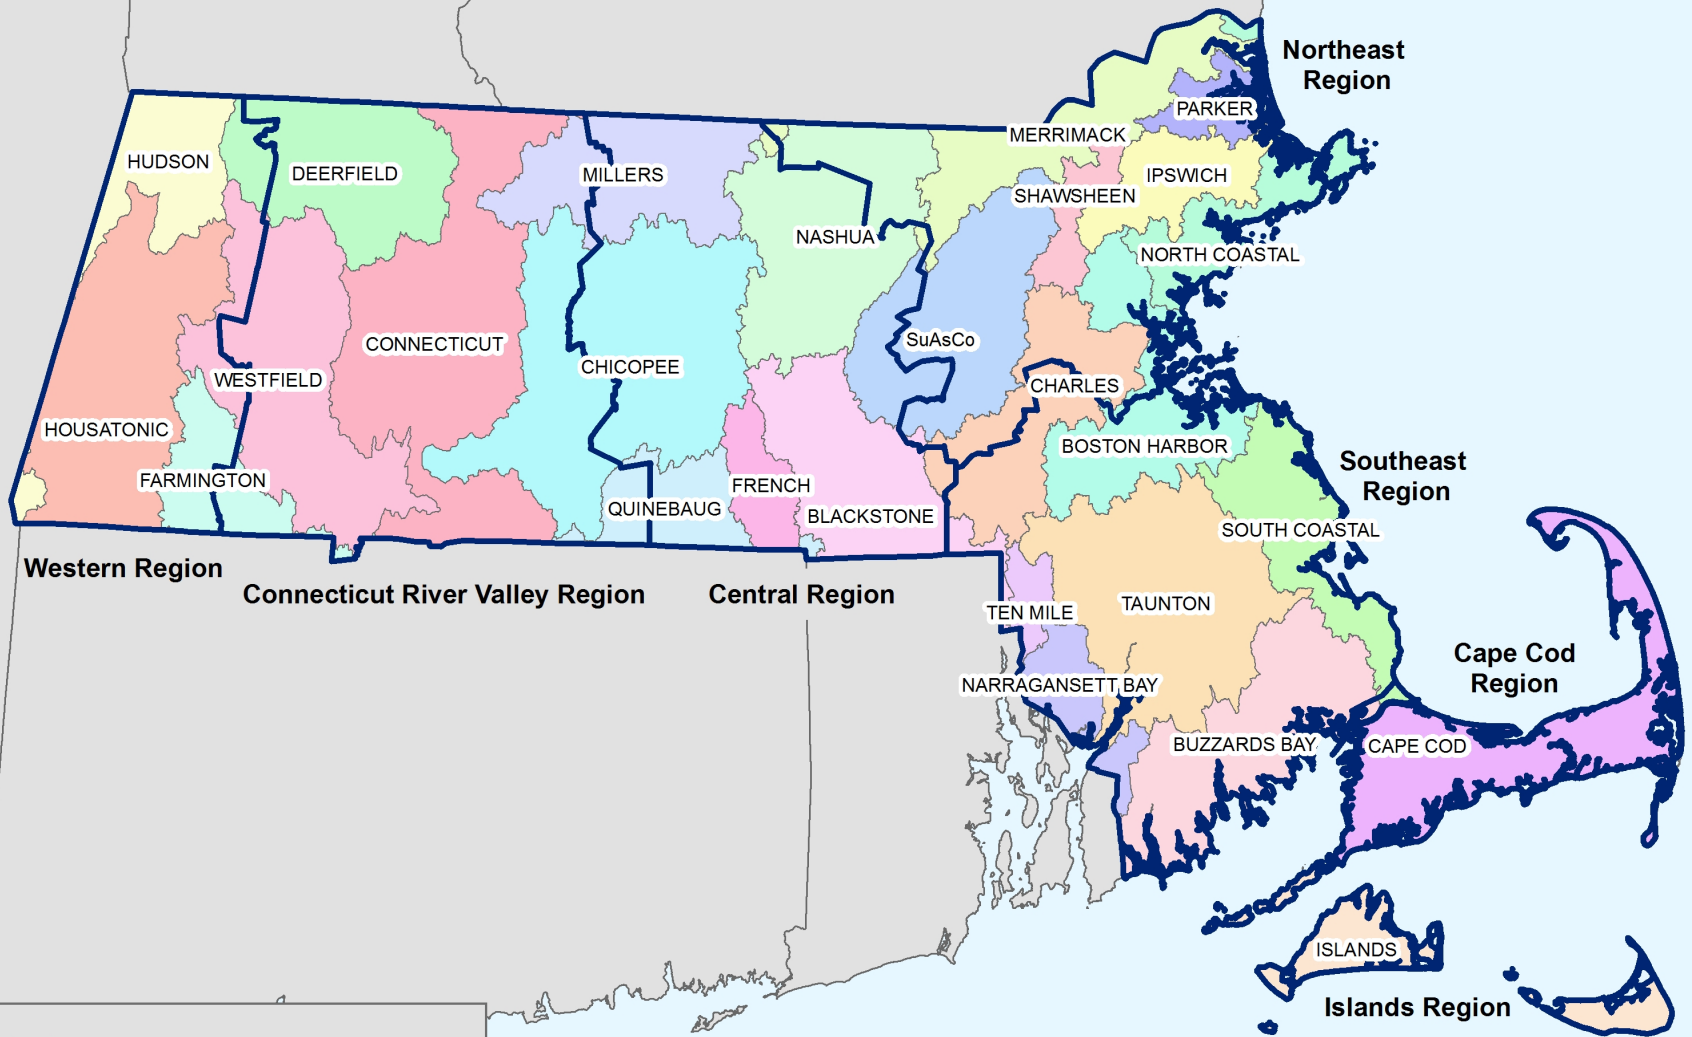 Northeast
Region
PARKER
MERRIMACK
HUDSON
DEERFIELD
MILLERS
IPSWICH
SHAWSHEEN
NASHUA
NORTH COASTAL
SuAsCo
CONNECTICUT
CHICOPEE
WESTFIELD
CHARLES
HOUSATONIC
BOSTON HARBOR
Southeast
Region
FARMINGTON
FRENCH
QUINEBAUG
BLACKSTONE
SOUTH COASTAL
Western Region
Connecticut River Valley Region
Central Region
TEN MILE
TAUNTON
Cape Cod
Region
NARRAGANSETT BAY
BUZZARDS BAY
CAPE COD
ISLANDS
Islands Region